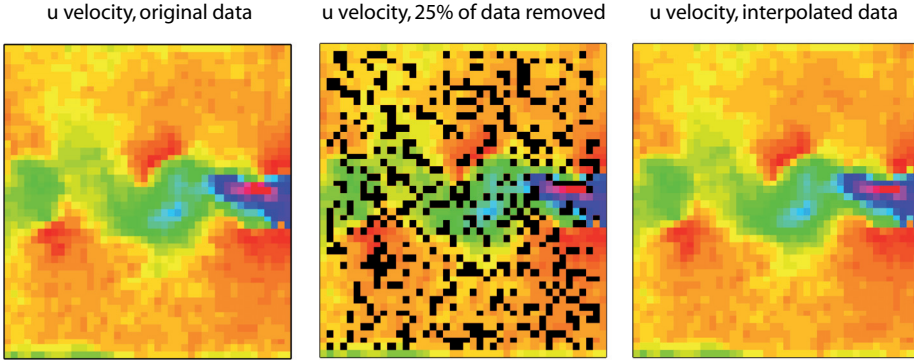 u velocity, original data
u velocity, 25% of data removed
u velocity, interpolated data